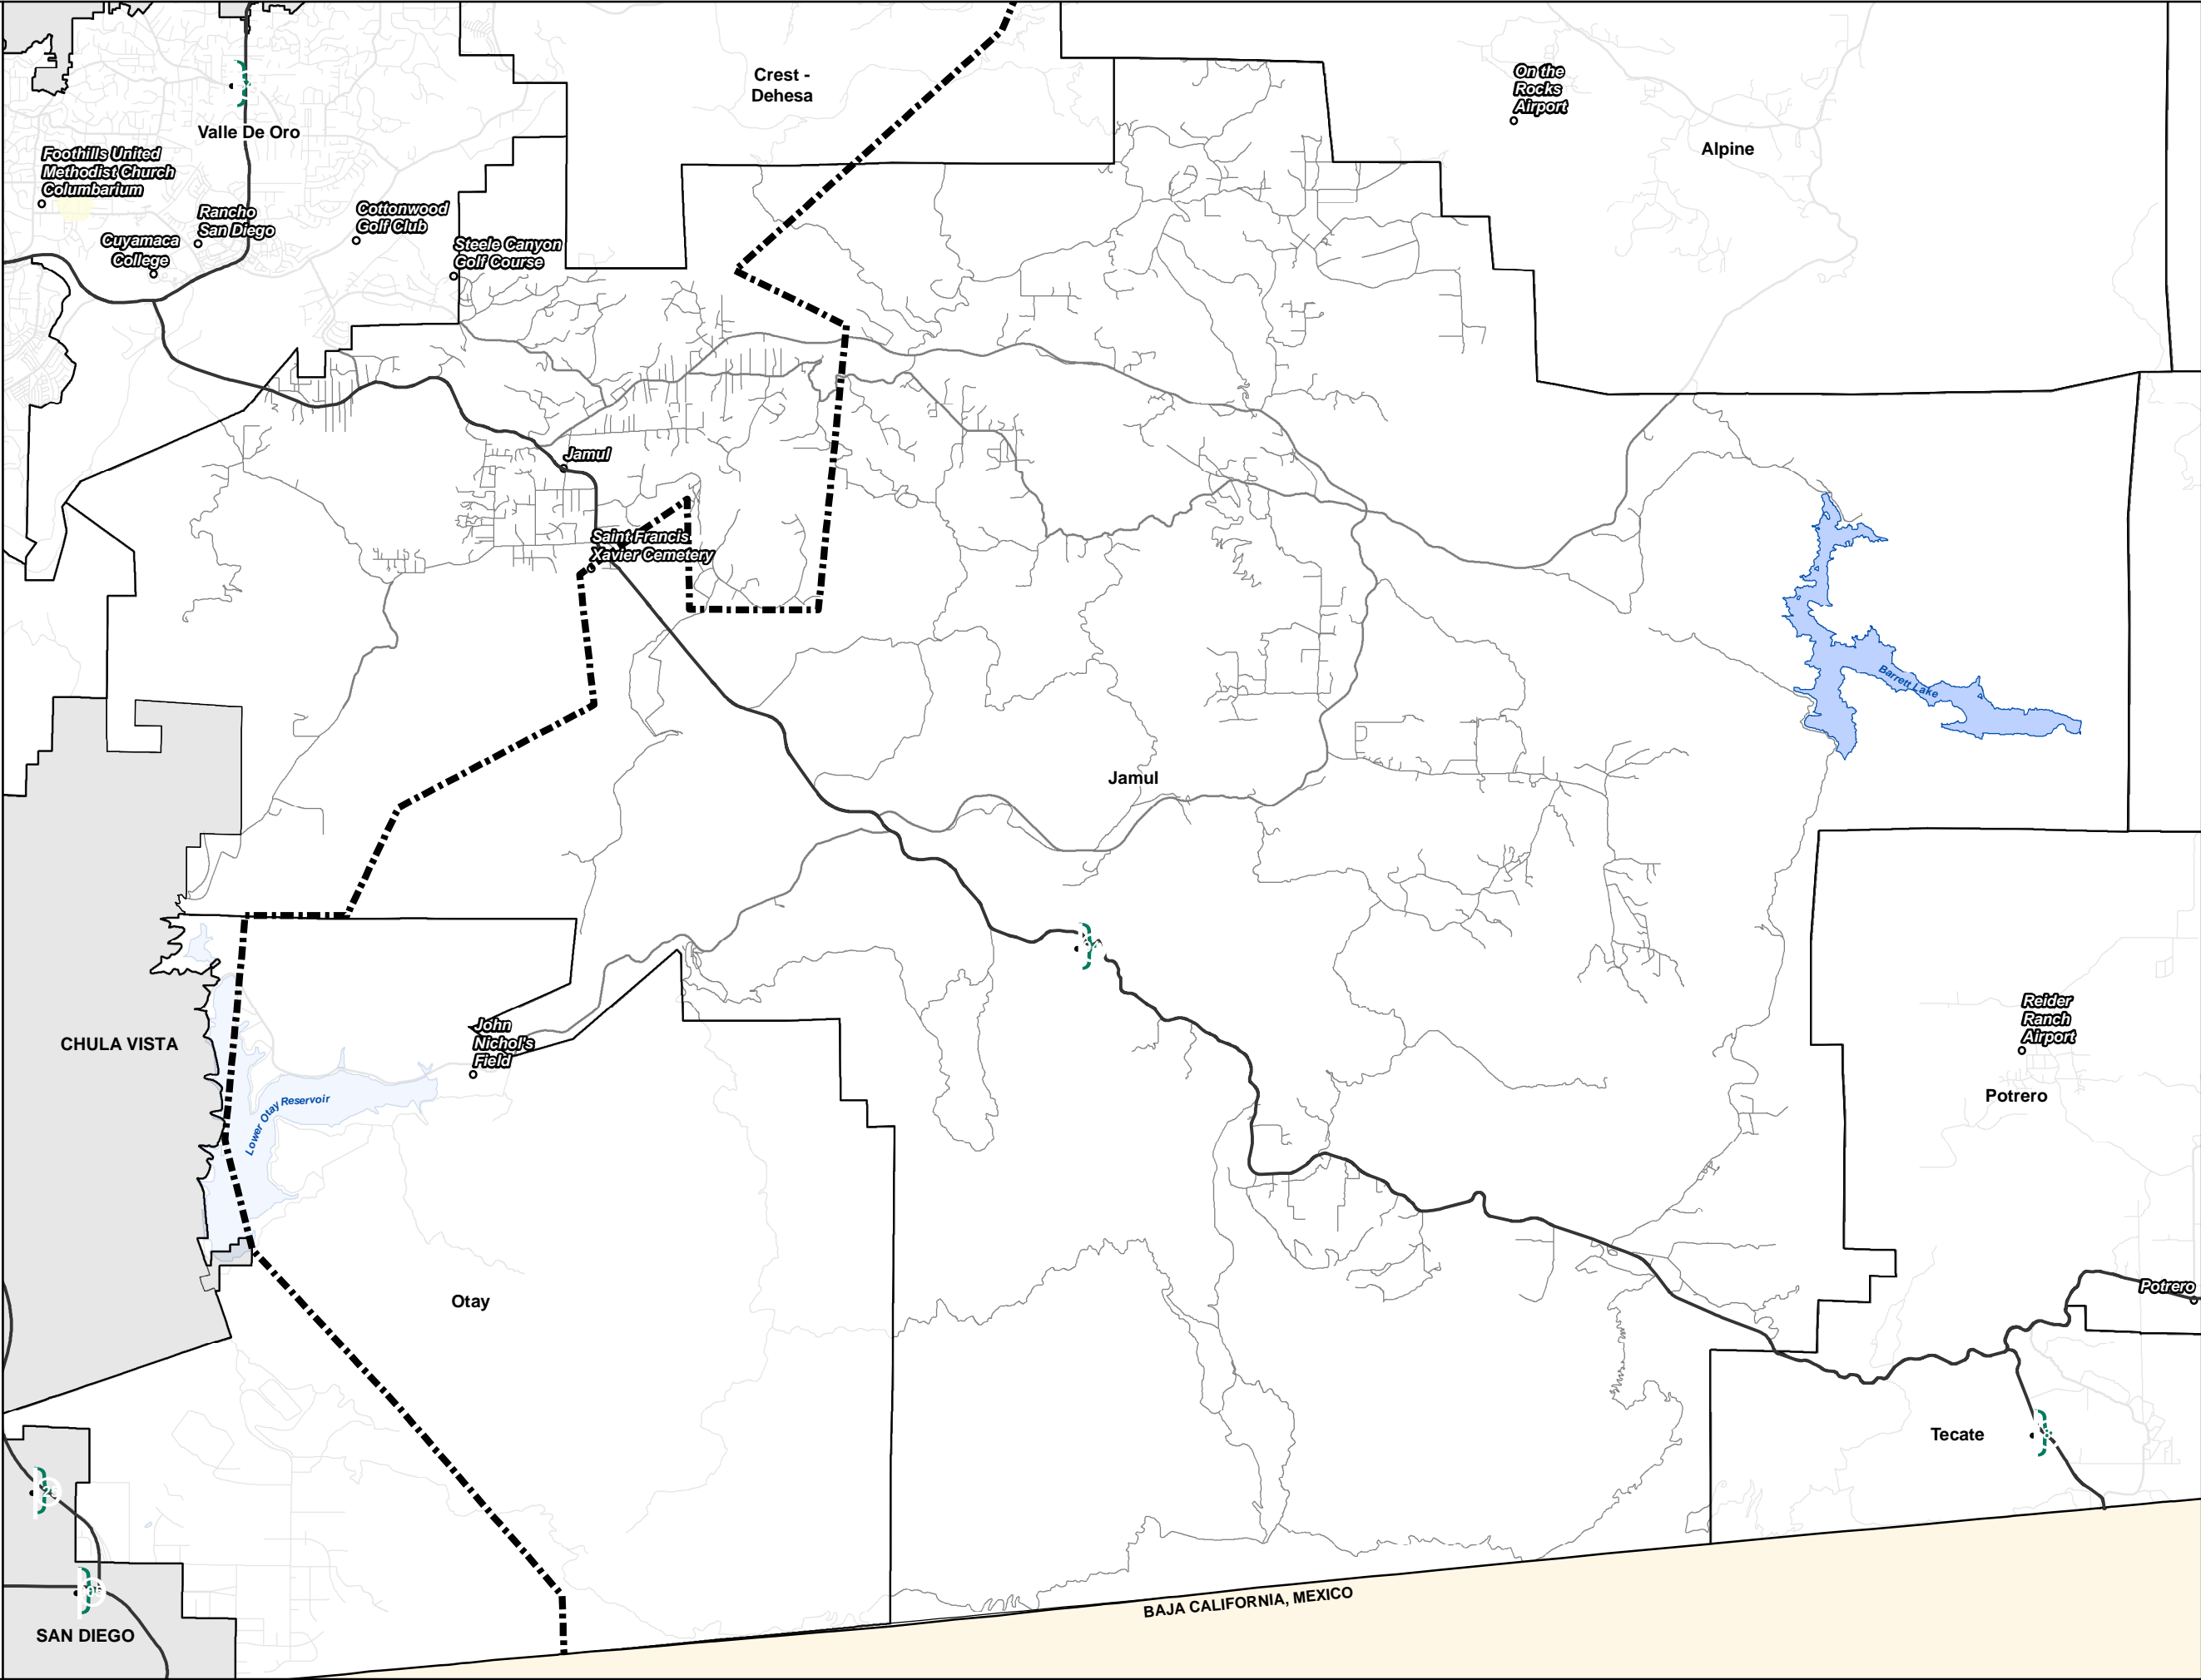 Crest -
Dehesa
On the
Rocks
Airport
Alpine
Valle De Oro
Foothills United
Methodist Church
Columbarium
Rancho
San Diego
Cottonwood
Golf Club
Cuyamaca
College
Steele Canyon
Golf Course
Jamul
Saint Francis
Xavier Cemetery
Barrett Lake
Jamul
CHULA VISTA
John
Nichol's
Field
Lower Otay Reservoir
Reider
Ranch
Airport
Potrero
Otay
Potrero
Tecate
BAJA CALIFORNIA, MEXICO
SAN DIEGO